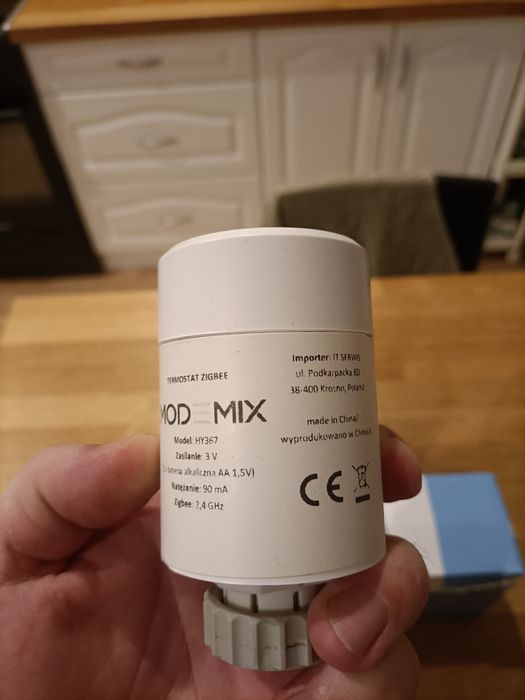 TERMOSTAT ZIGBEE
MOD MIX
Model: HY367
Zasilanie: 3 V
bateria alkaliczna AA 1,5V)
Natężenie: 90 mA
Zigbee: 2,4 GHz
Importer: IT SERWIS
ul. Podkarpacka 8D
38-400 Krosno, Poland
made in China/
wyprodukowano w Chinach
CE